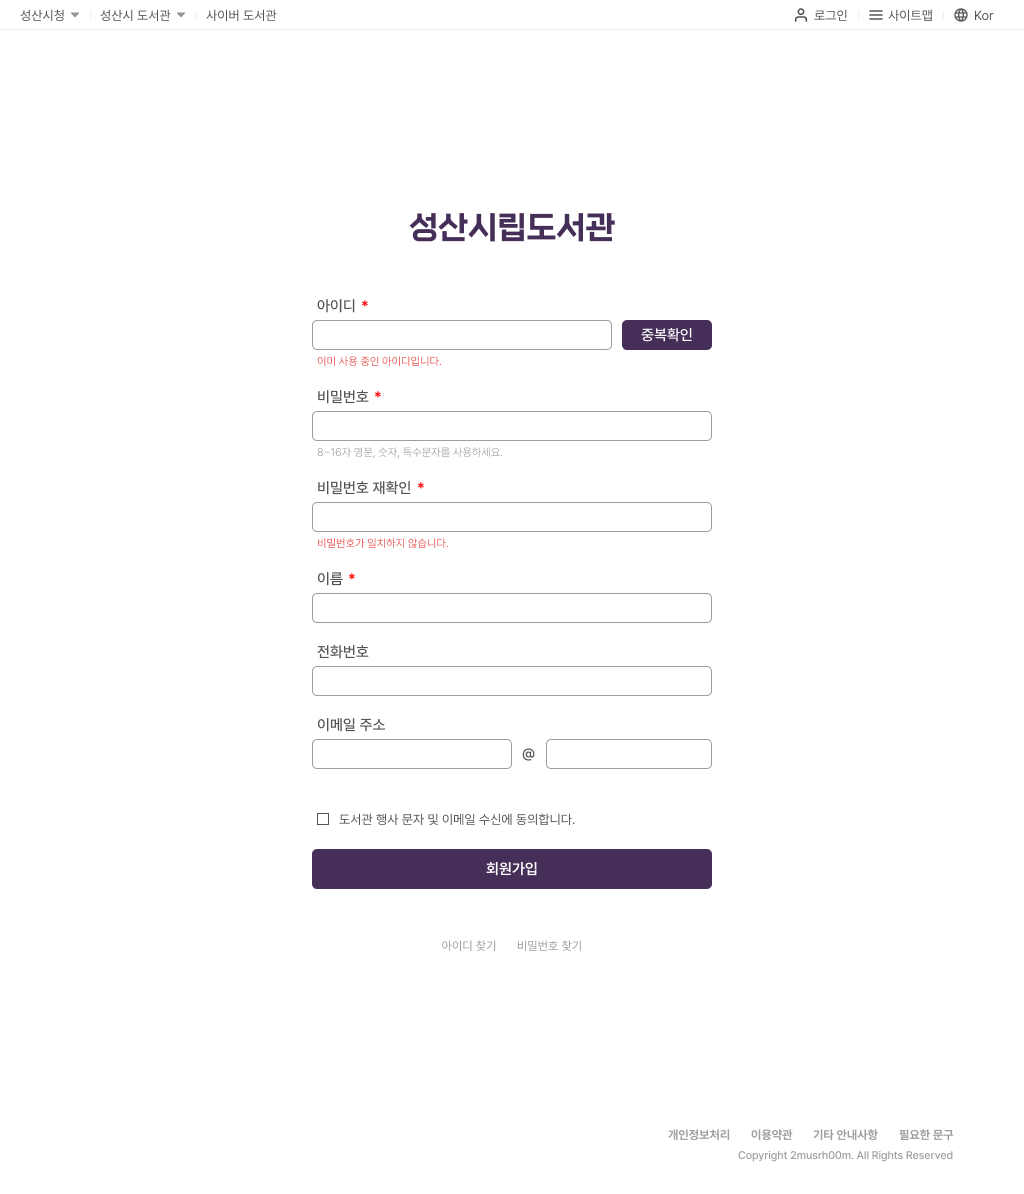 성산시청 성산시 도서관 사이버 도서관 로그인 사이트맵 Kor
성산시립도서관
아이디 *
중복확인
이미 사용 중인 아이디입니다.
비밀번호 *
8~16자 영문, 숫자, 특수문자를 사용하세요.
비밀번호 재확인 *
비밀번호가 일치하지 않습니다.
이름 *
전화번호
이메일 주소
@
도서관 행사 문자 및 이메일 수신에 동의합니다.
회원가입
아이디 찾기 비밀번호 찾기
개인정보처리 이용약관 기타 안내사항 필요한 문구
Copyright 2musrh00m. All Rights Reserved